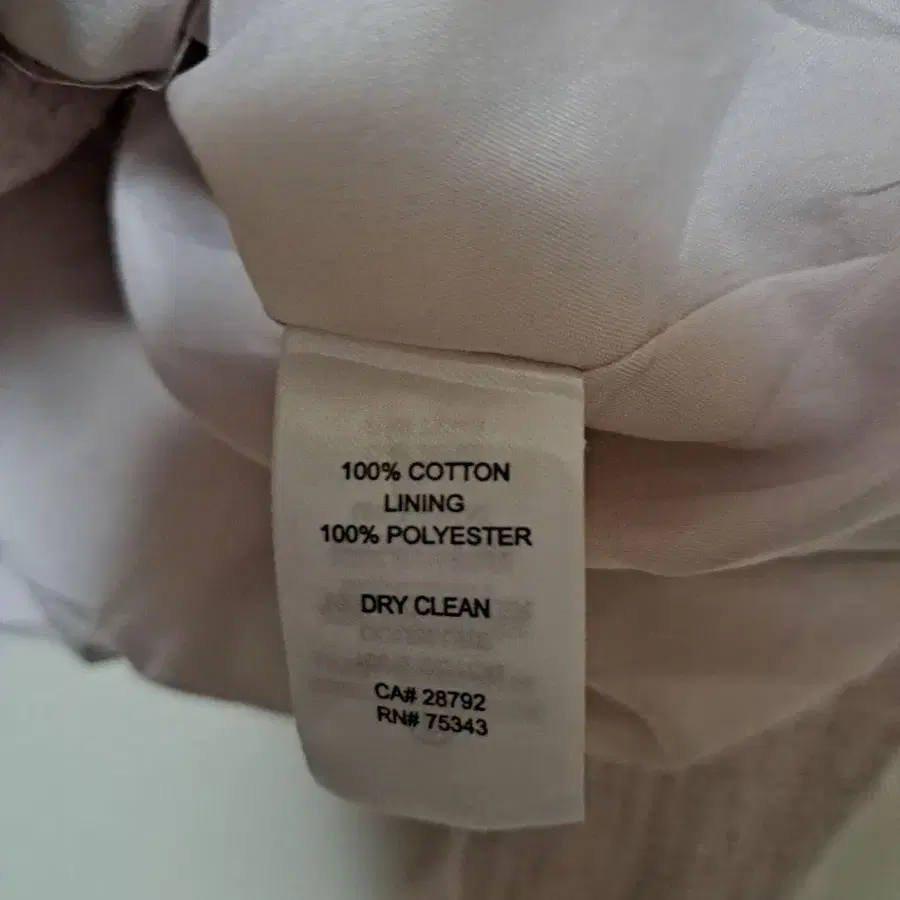 100% COTTON
LINING
100% POLYESTER
DRY CLEAN
CA# 28792
RN# 75343